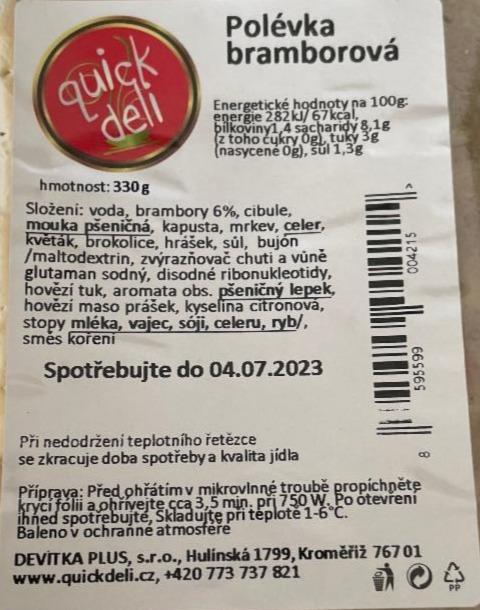 quick
deli
Polévka
bramborová
Energetické hodnoty na 100g:
energie 282 kJ/ 67 kcal,
bílkoviny1,4 sacharidy 8,1g
(z toho cukry 0g), tuky 3g
(nasycené 0g), sůl 1,3g
hmotnost: 330 g
Složení: voda, brambory 6%, cibule,
mouka pšeničná, kapusta, mrkev, celer,
květák, brokolice, hrášek, sůl, bujón
/maltodextrin, zvýrazňovač chuti a vůně
glutaman sodný, disodné ribonukleotidy,
hovězí tuk, aromata obs. pšeničný lepek,
hovězí maso prášek, kyselina citronová,
stopy mléka, vajec, sóji, celeru, ryb/,
směs koření
Spotřebujte do 04.07.2023
8 595599 004215 >
Při nedodržení teplotního řetězce
se zkracuje doba spotřeby a kvalita jídla
Příprava: Před ohřátím v mikrovlnné troubě propíchněte
krycí folii a ohřívejte cca 3,5 min. při 750 W. Po otevření
ihned spotřebujte, Skladujte při teplotě 1-6°C.
Baleno v ochranné atmosféře
DEVÍTKA PLUS, s.r.o., Hulínská 1799, Kroměříž 767 01
www.quickdeli.cz, +420 773 737 821
PP